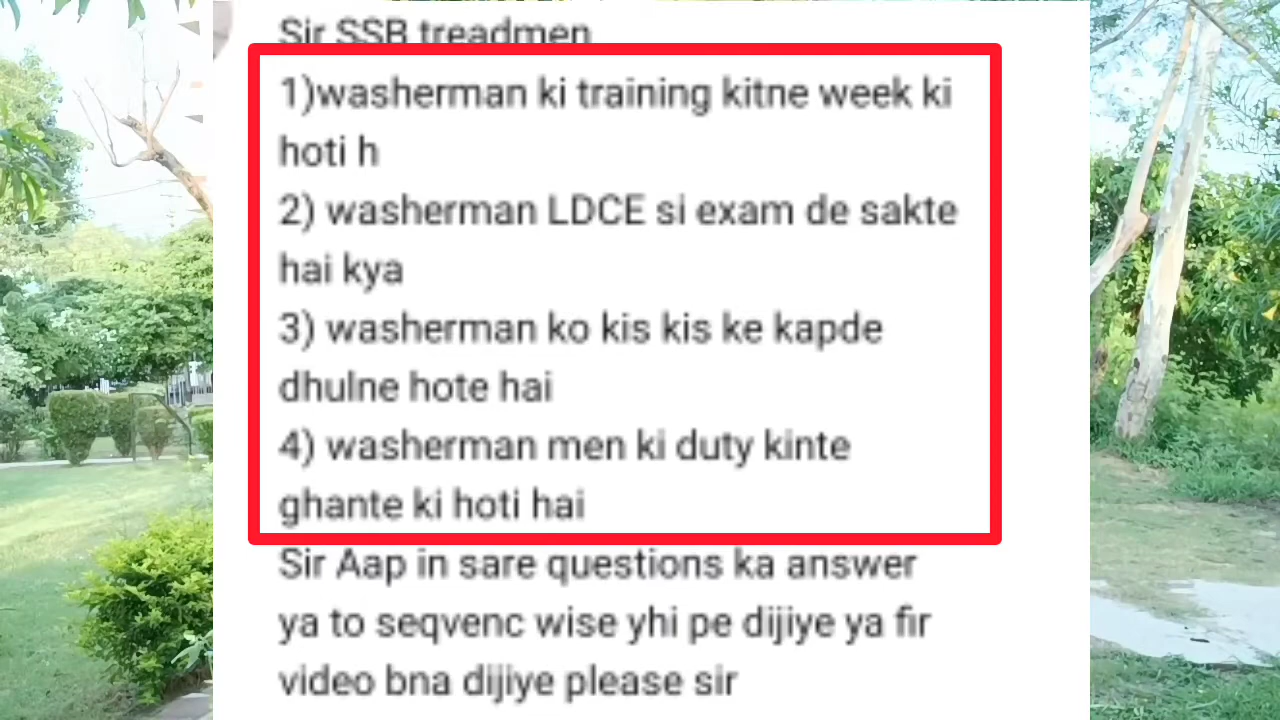 Sir SSB treadmen
1)washerman ki training kitne week ki
hoti h
2) washerman LDCE si exam de sakte
hai kya
3) washerman ko kis kis ke kapde
dhulne hote hai
4) washerman men ki duty kinte
ghante ki hoti hai
Sir Aap in sare questions ka answer
ya to seqvenc wise yhi pe dijiye ya fir
video bna dijiye please sir